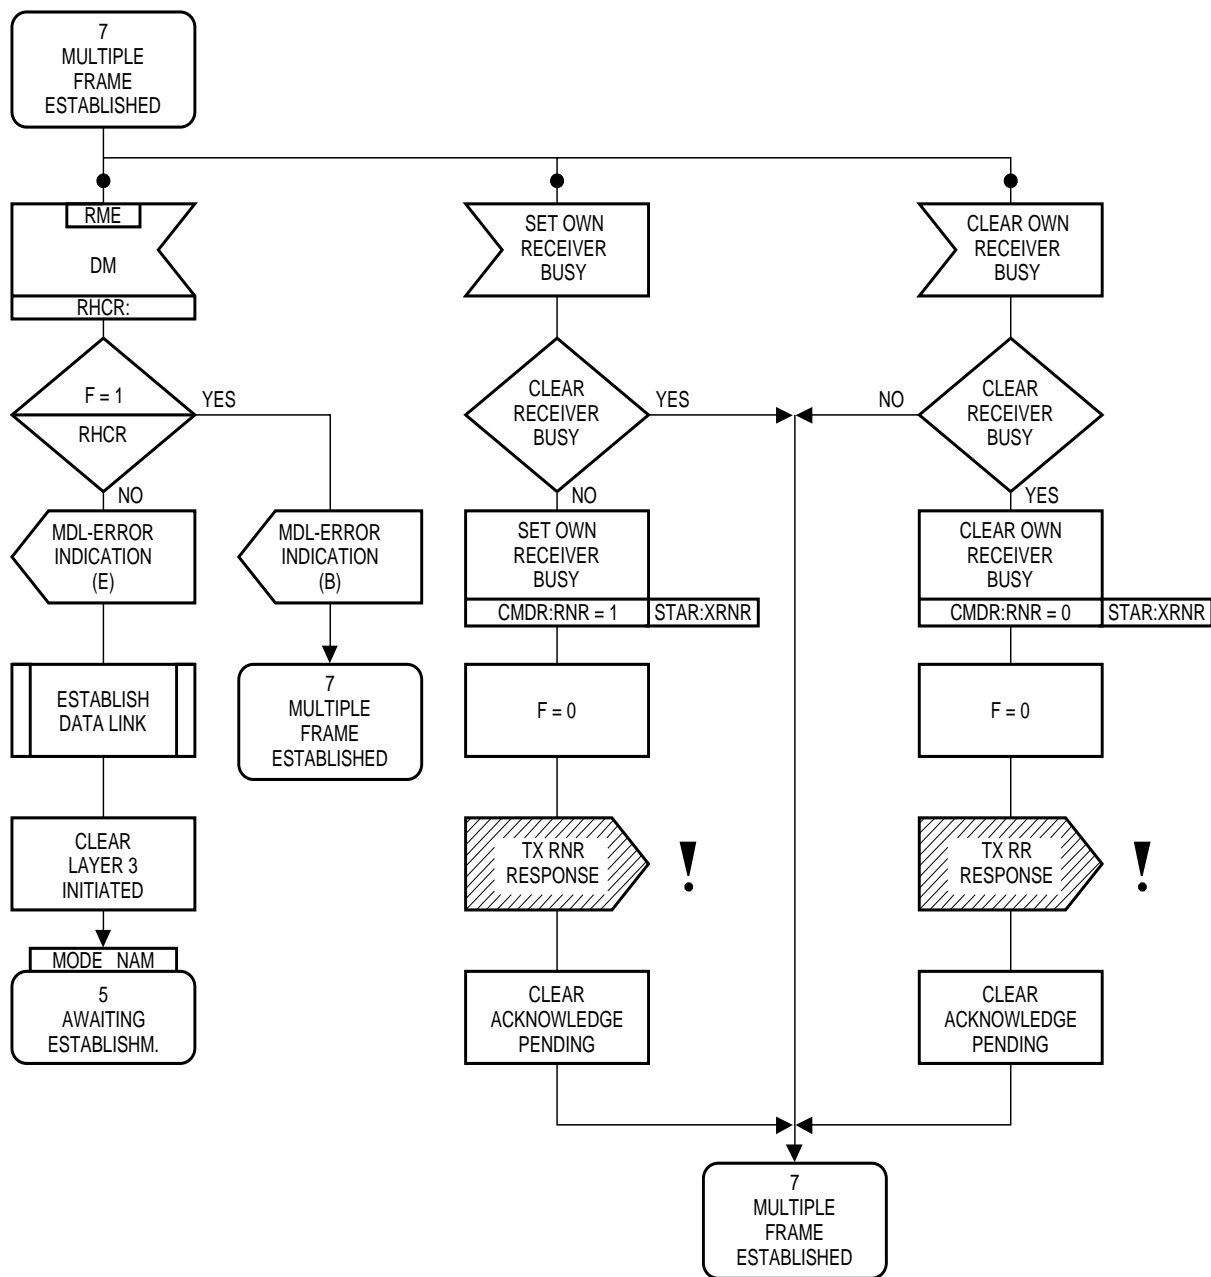 7
MULTIPLE
FRAME
ESTABLISHED
RME
DM
RHCR:
F = 1
RHCR
YES
NO
MDL-ERROR
INDICATION
(E)
ESTABLISH
DATA LINK
CLEAR
LAYER 3
INITIATED
MODE NAM
5
AWAITING
ESTABLISHM.
MDL-ERROR
INDICATION
(B)
7
MULTIPLE
FRAME
ESTABLISHED
SET OWN
RECEIVER
BUSY
CLEAR
RECEIVER
BUSY
YES
NO
SET OWN
RECEIVER
BUSY
CMDR:RNR = 1
STAR:XRNR
F = 0
TX RNR
RESPONSE
!
CLEAR
ACKNOWLEDGE
PENDING
CLEAR OWN
RECEIVER
BUSY
CLEAR
RECEIVER
BUSY
NO
YES
CLEAR OWN
RECEIVER
BUSY
CMDR:RNR = 0
STAR:XRNR
F = 0
TX RR
RESPONSE
!
CLEAR
ACKNOWLEDGE
PENDING
7
MULTIPLE
FRAME
ESTABLISHED